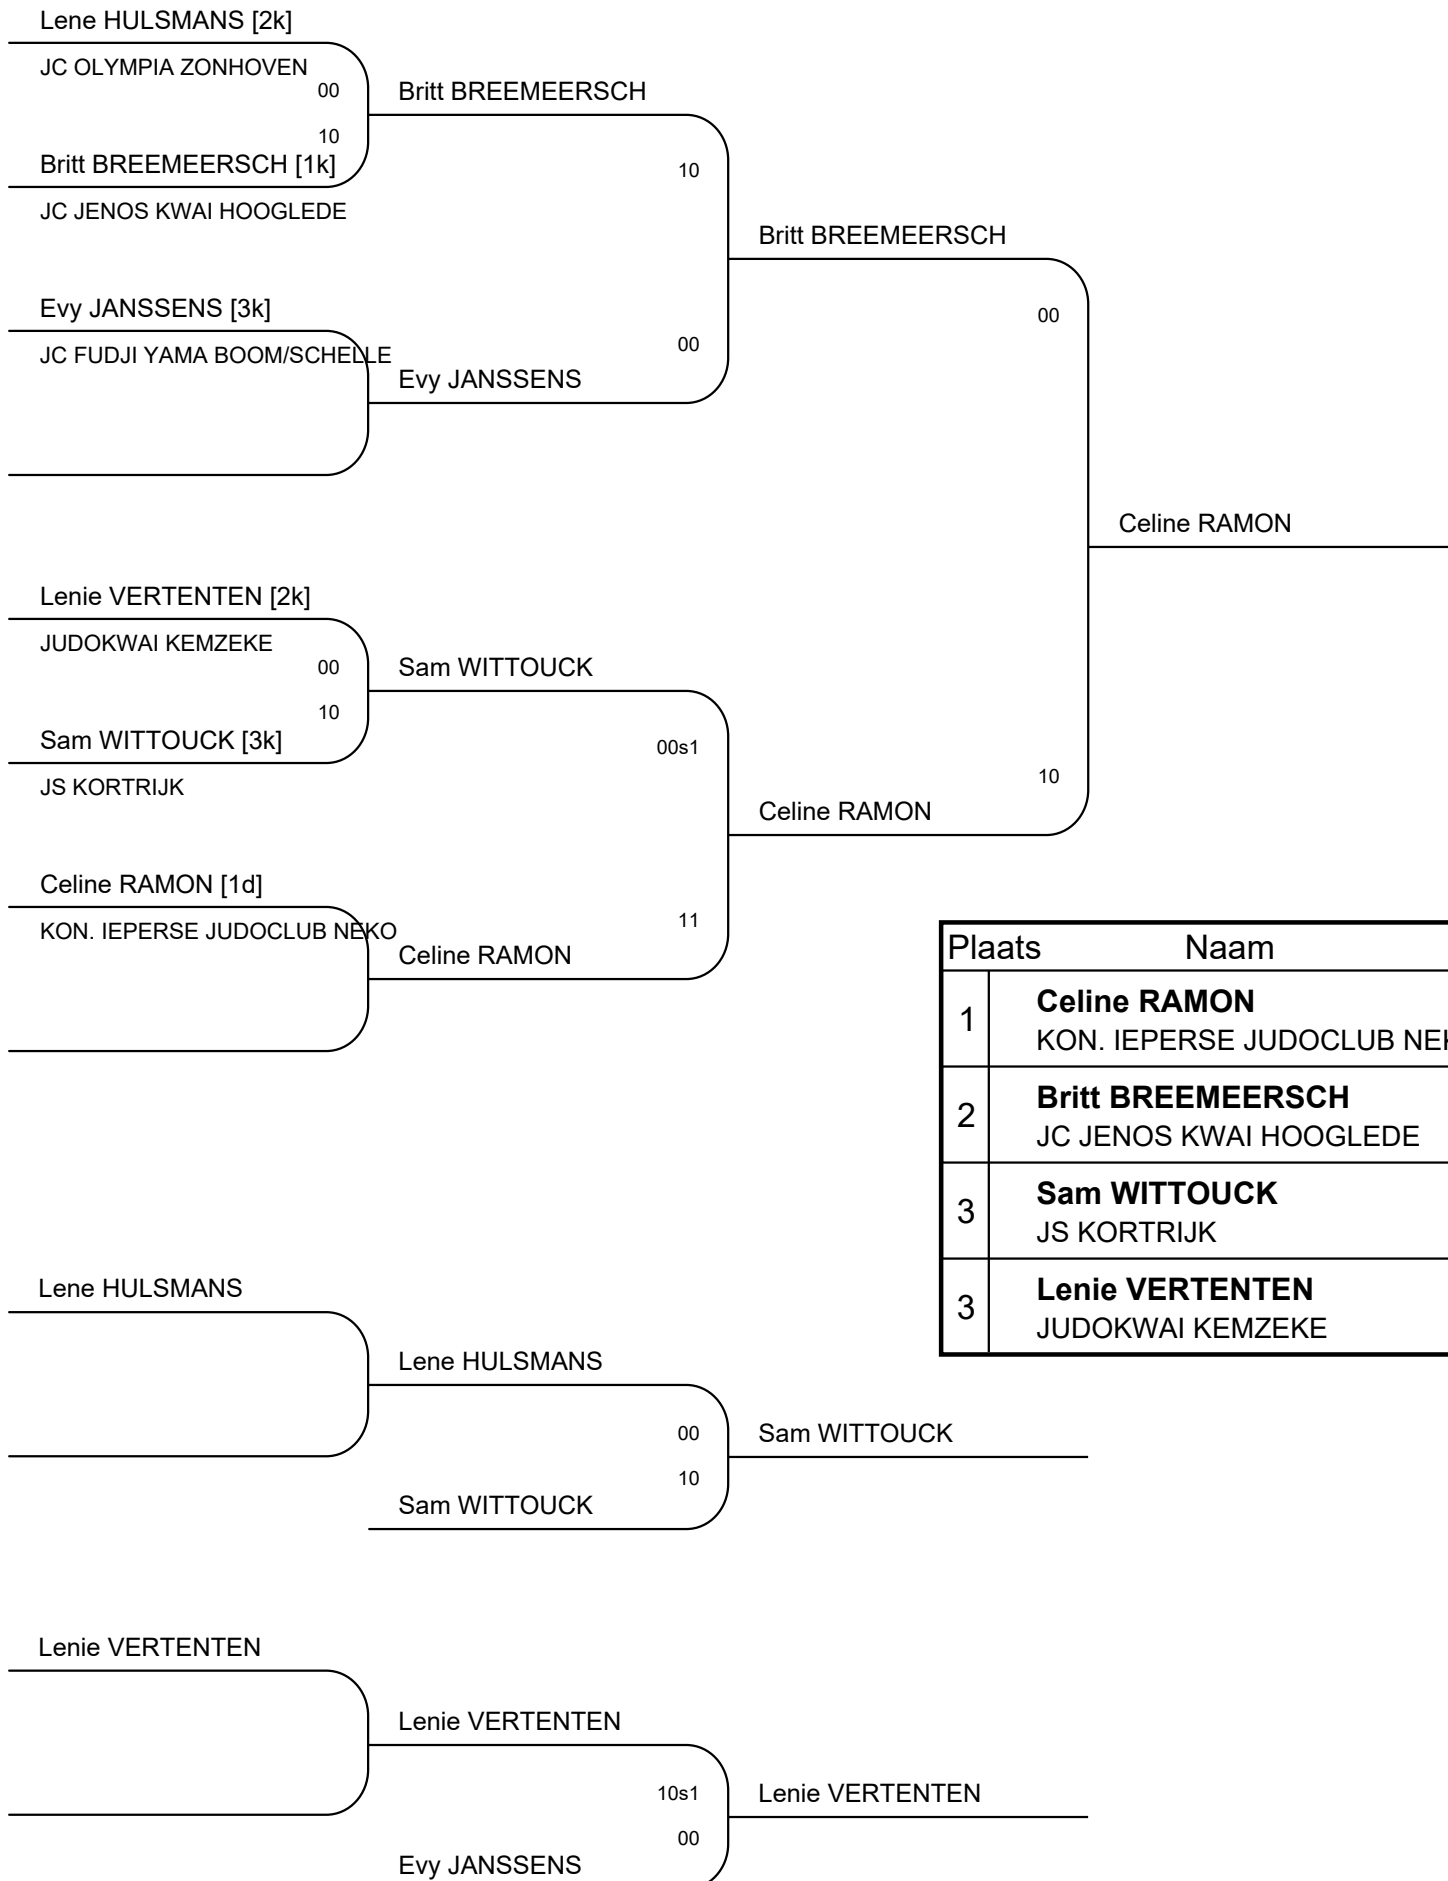 Lene HULSMANS [2k]
JC OLYMPIA ZONHOVEN
00
Britt BREEMEERSCH
10
Britt BREEMEERSCH [1k]
10
JC JENOS KWAI HOOGLEDE
Britt BREEMEERSCH
Evy JANSSENS [3k]
00
00
JC FUDJI YAMA BOOM/SCHELLE
Evy JANSSENS
Celine RAMON
Lenie VERTENTEN [2k]
JUDOKWAI KEMZEKE
00
Sam WITTOUCK
10
Sam WITTOUCK [3k]
00s1
10
JS KORTRIJK
Celine RAMON
Celine RAMON [1d]
11
KON. IEPERSE JUDOCLUB NEKO
Celine RAMON
Plaats Naam
1 Celine RAMON
KON. IEPERSE JUDOCLUB
2 Britt BREEMEERSCH
JC JENOS KWAI HOOGLEDE
3 Sam WITTOUCK
JS KORTRIJK
3 Lenie VERTENTEN
JUDOKWAI KEMZEKE
Lene HULSMANS
Lene HULSMANS
00
Sam WITTOUCK
10
Sam WITTOUCK
Lenie VERTENTEN
Lenie VERTENTEN
10s1
Lenie VERTENTEN
00
Evy JANSSENS